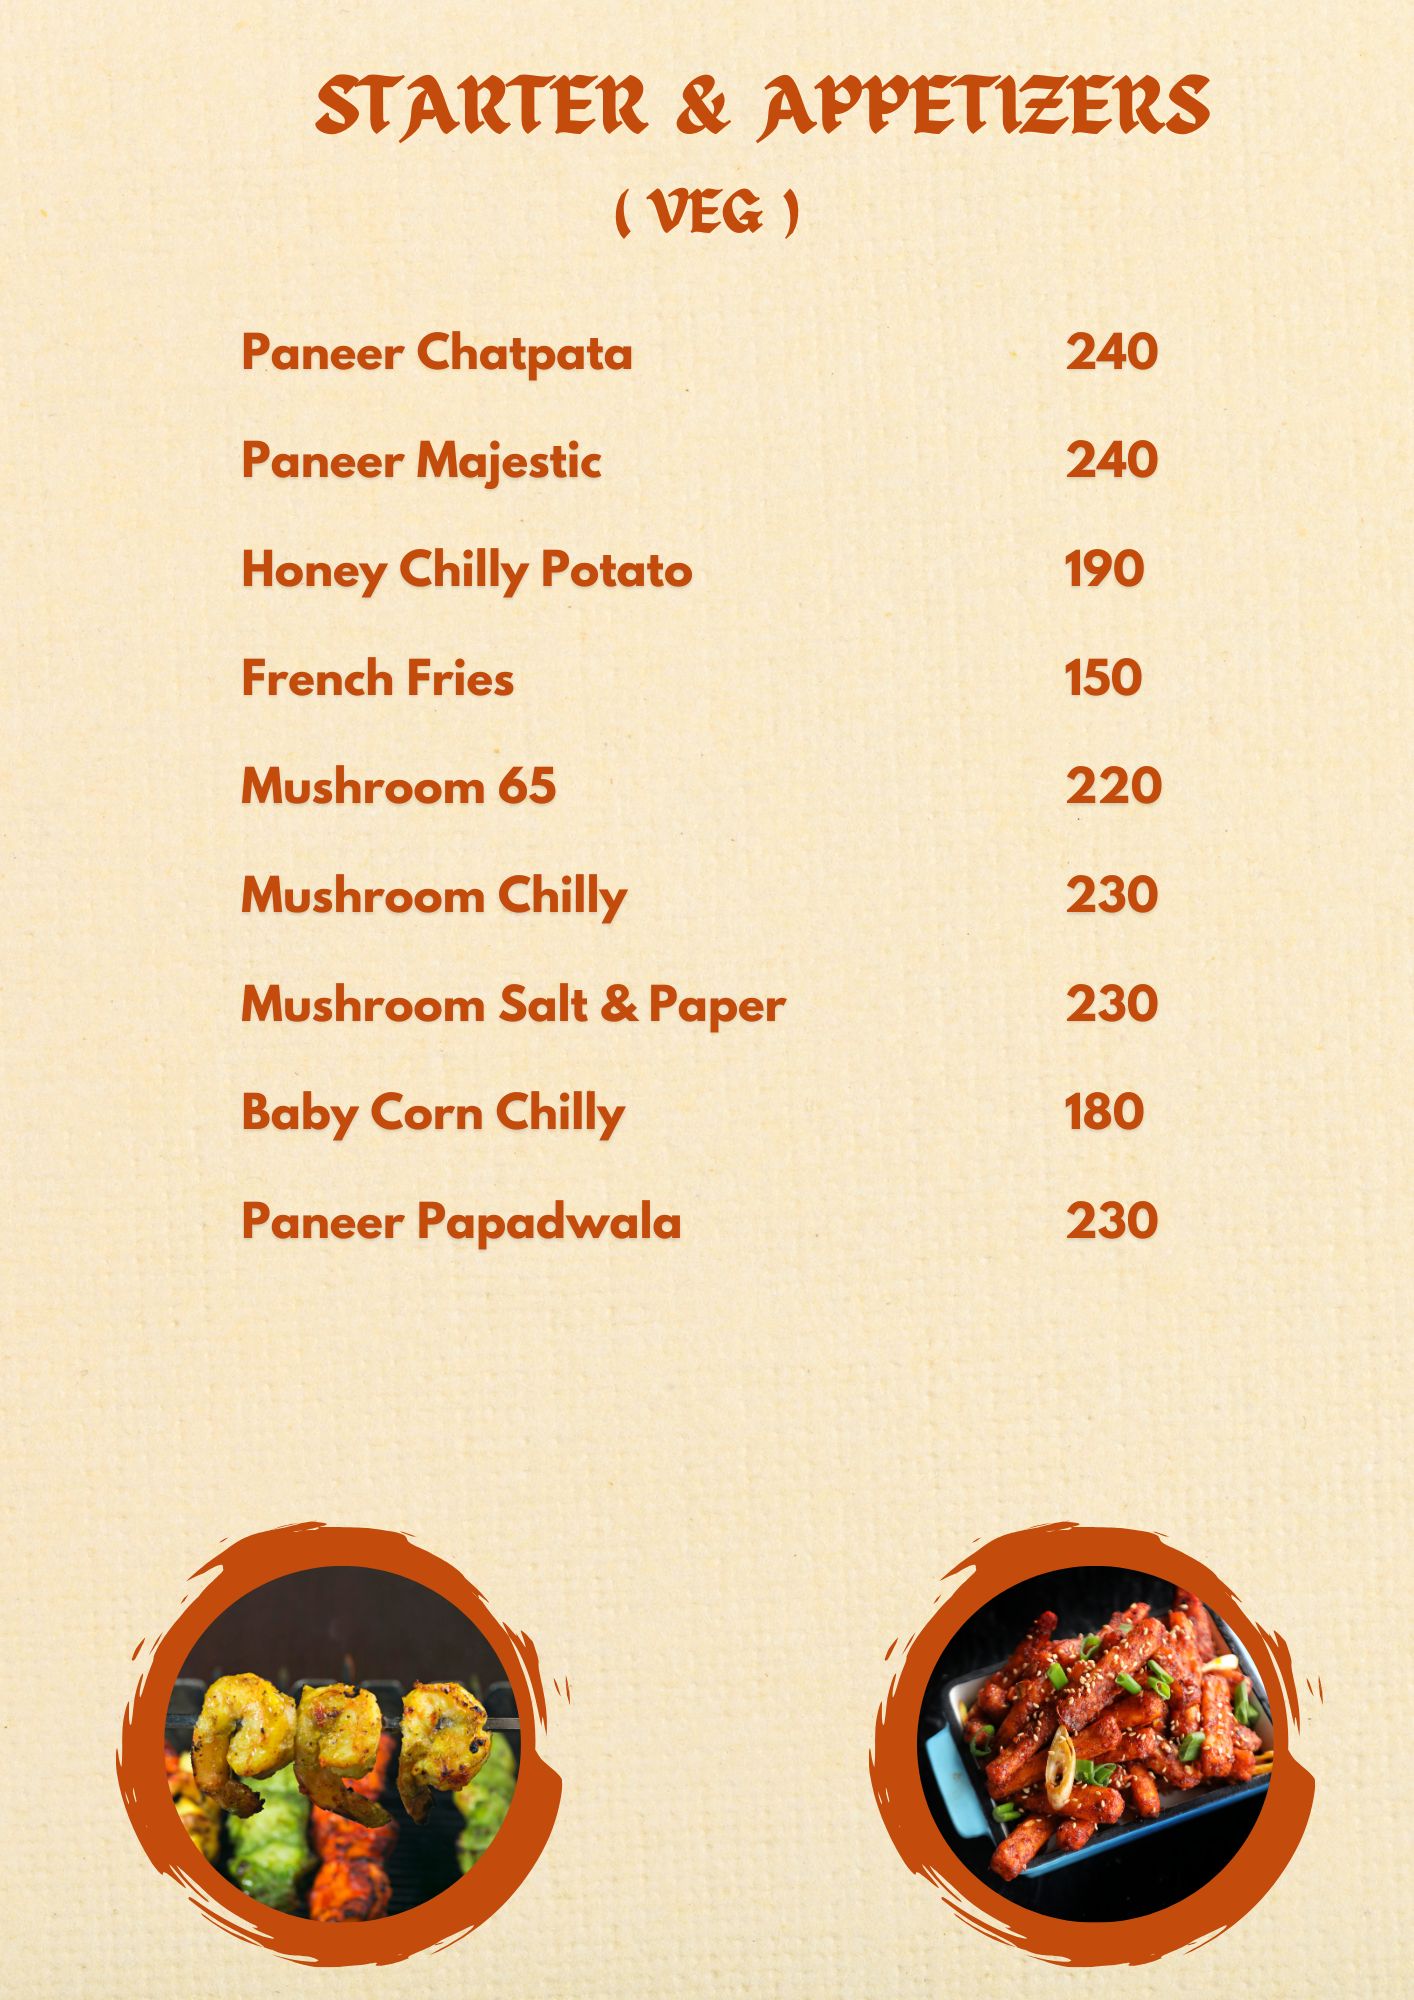 STARTER & APPETIZERS
( VEG )
Paneer Chatpata 240
Paneer Majestic 240
Honey Chilly Potato 190
French Fries 150
Mushroom 65 220
Mushroom Chilly 230
Mushroom Salt & Paper 230
Baby Corn Chilly 180
Paneer Papadwala 230